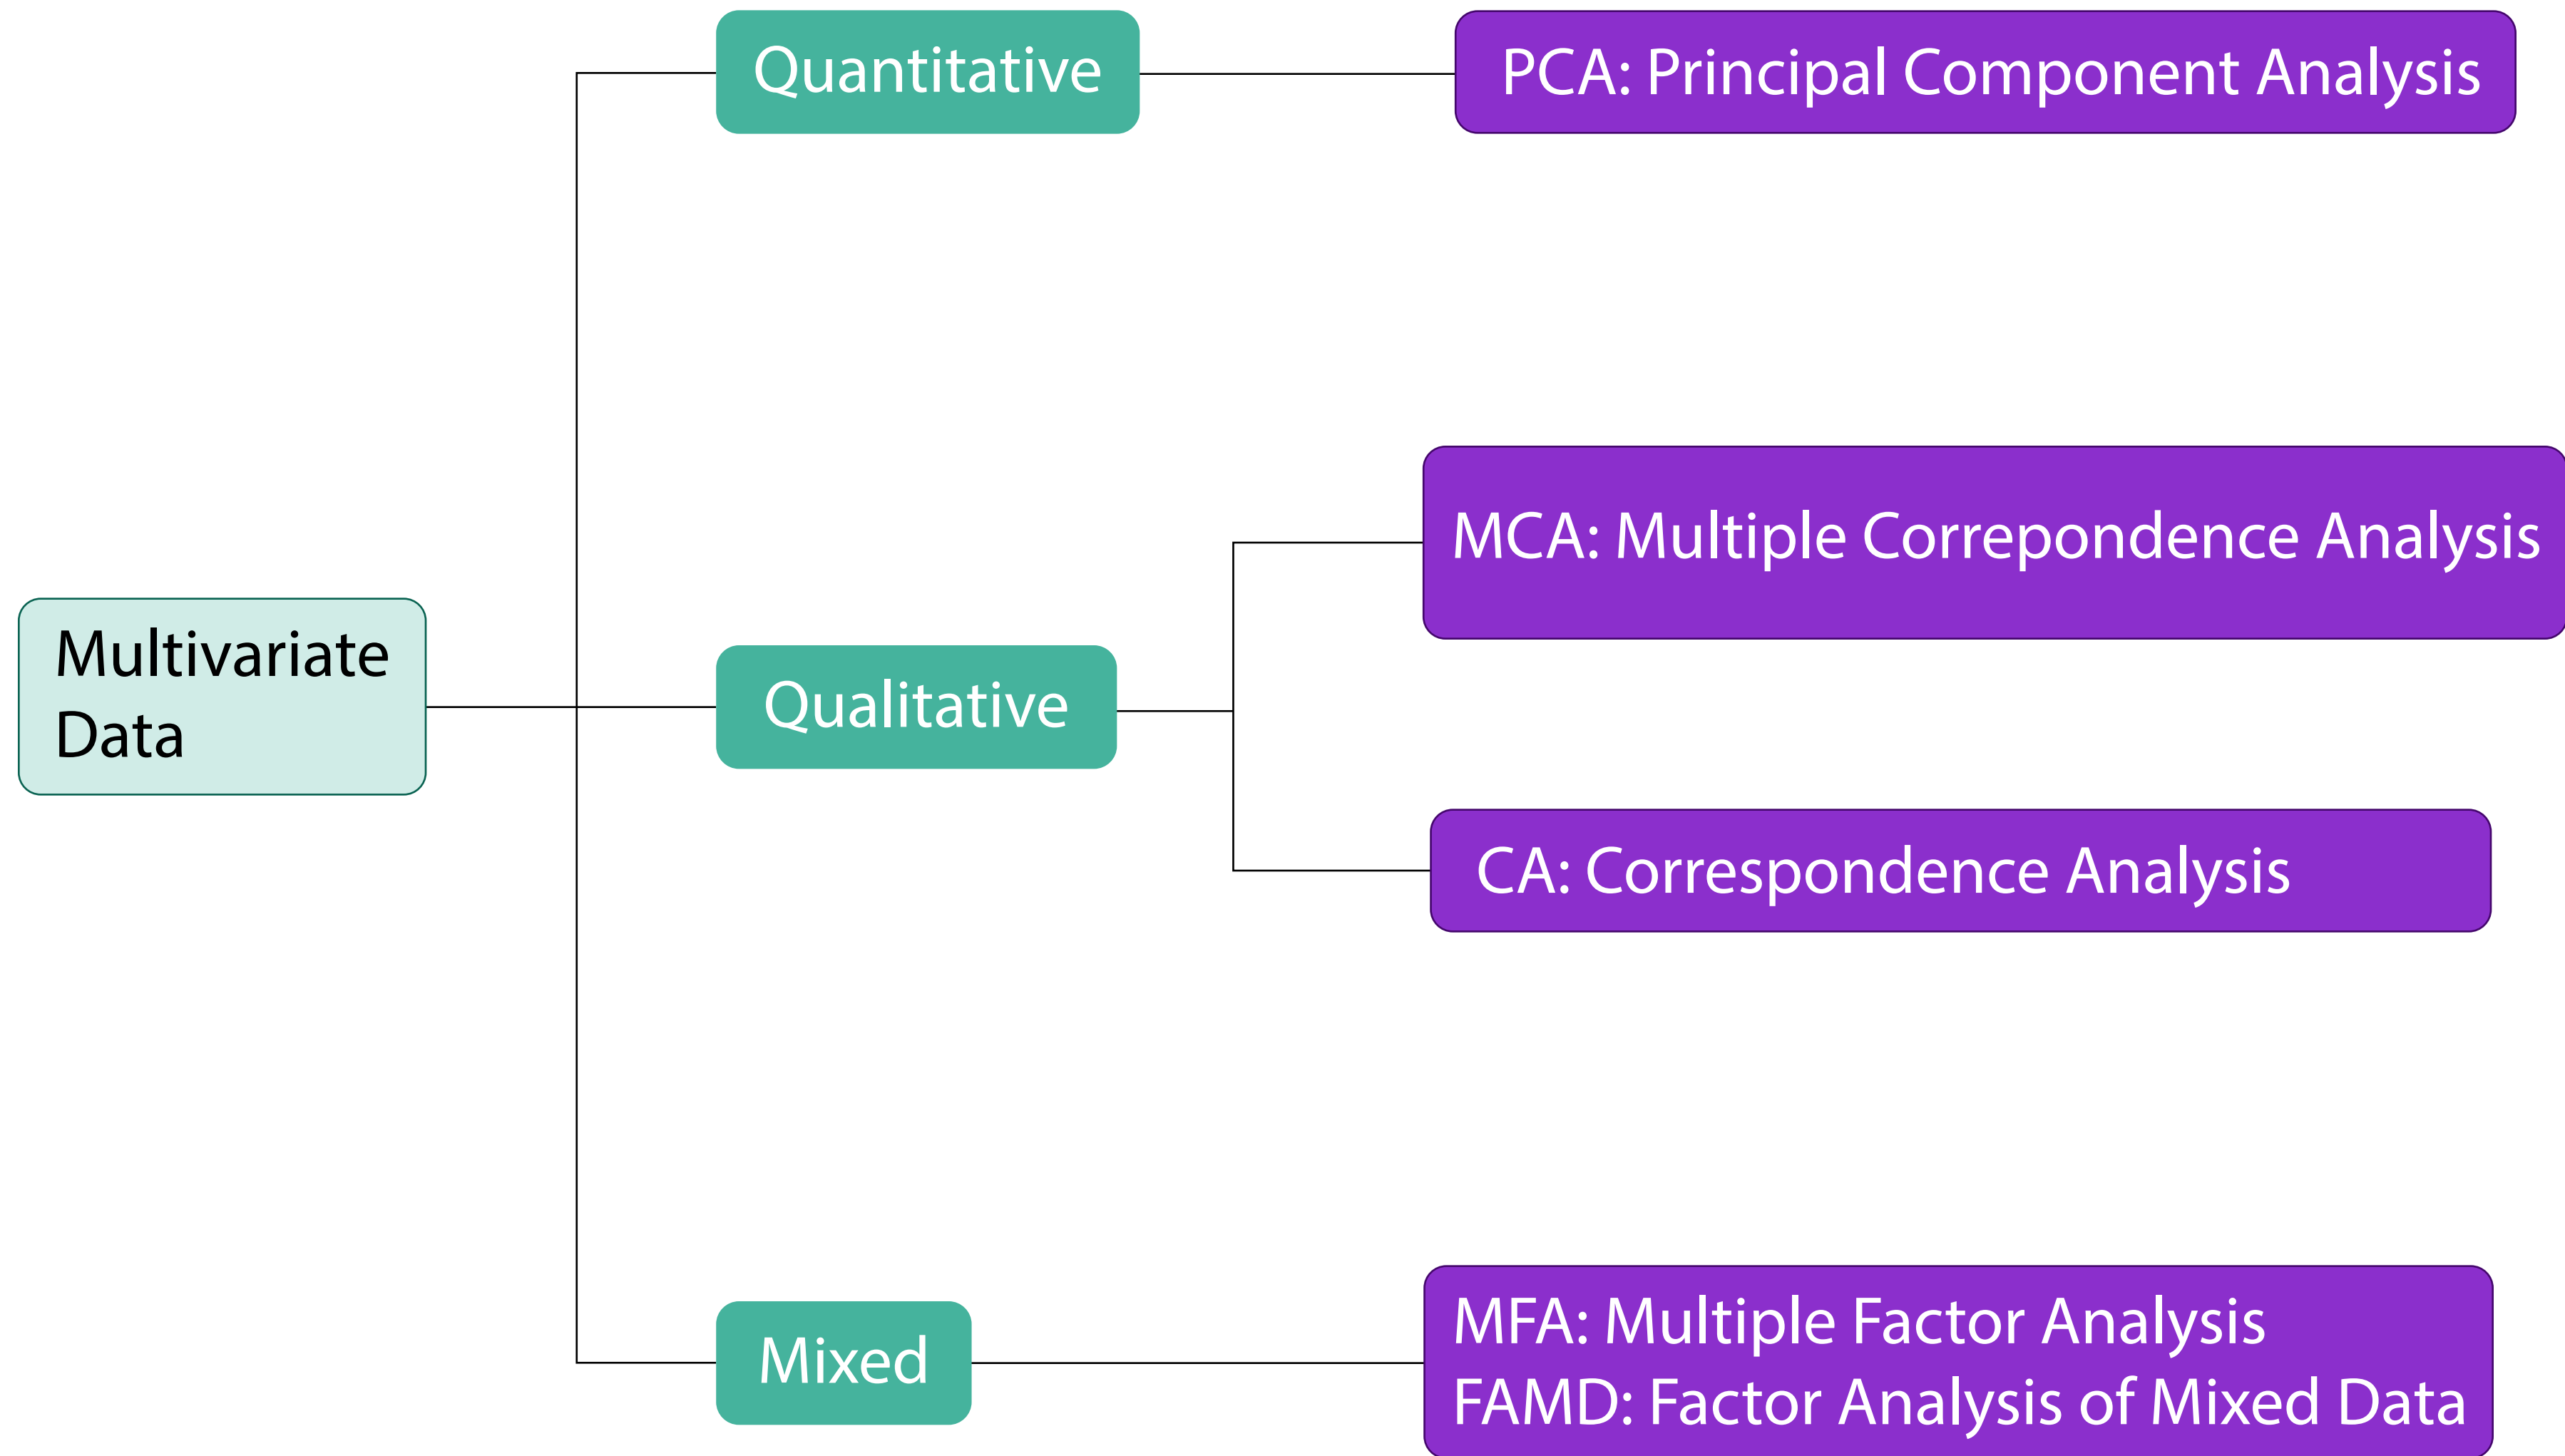 Quantitative
PCA: Principal Component Analysis
MCA: Multiple Correpondence Analysis
Multivariate
Data
Qualitative
CA: Correspondence Analysis
Mixed
MFA: Multiple Factor Analysis
FAMD: Factor Analysis of Mixed Data